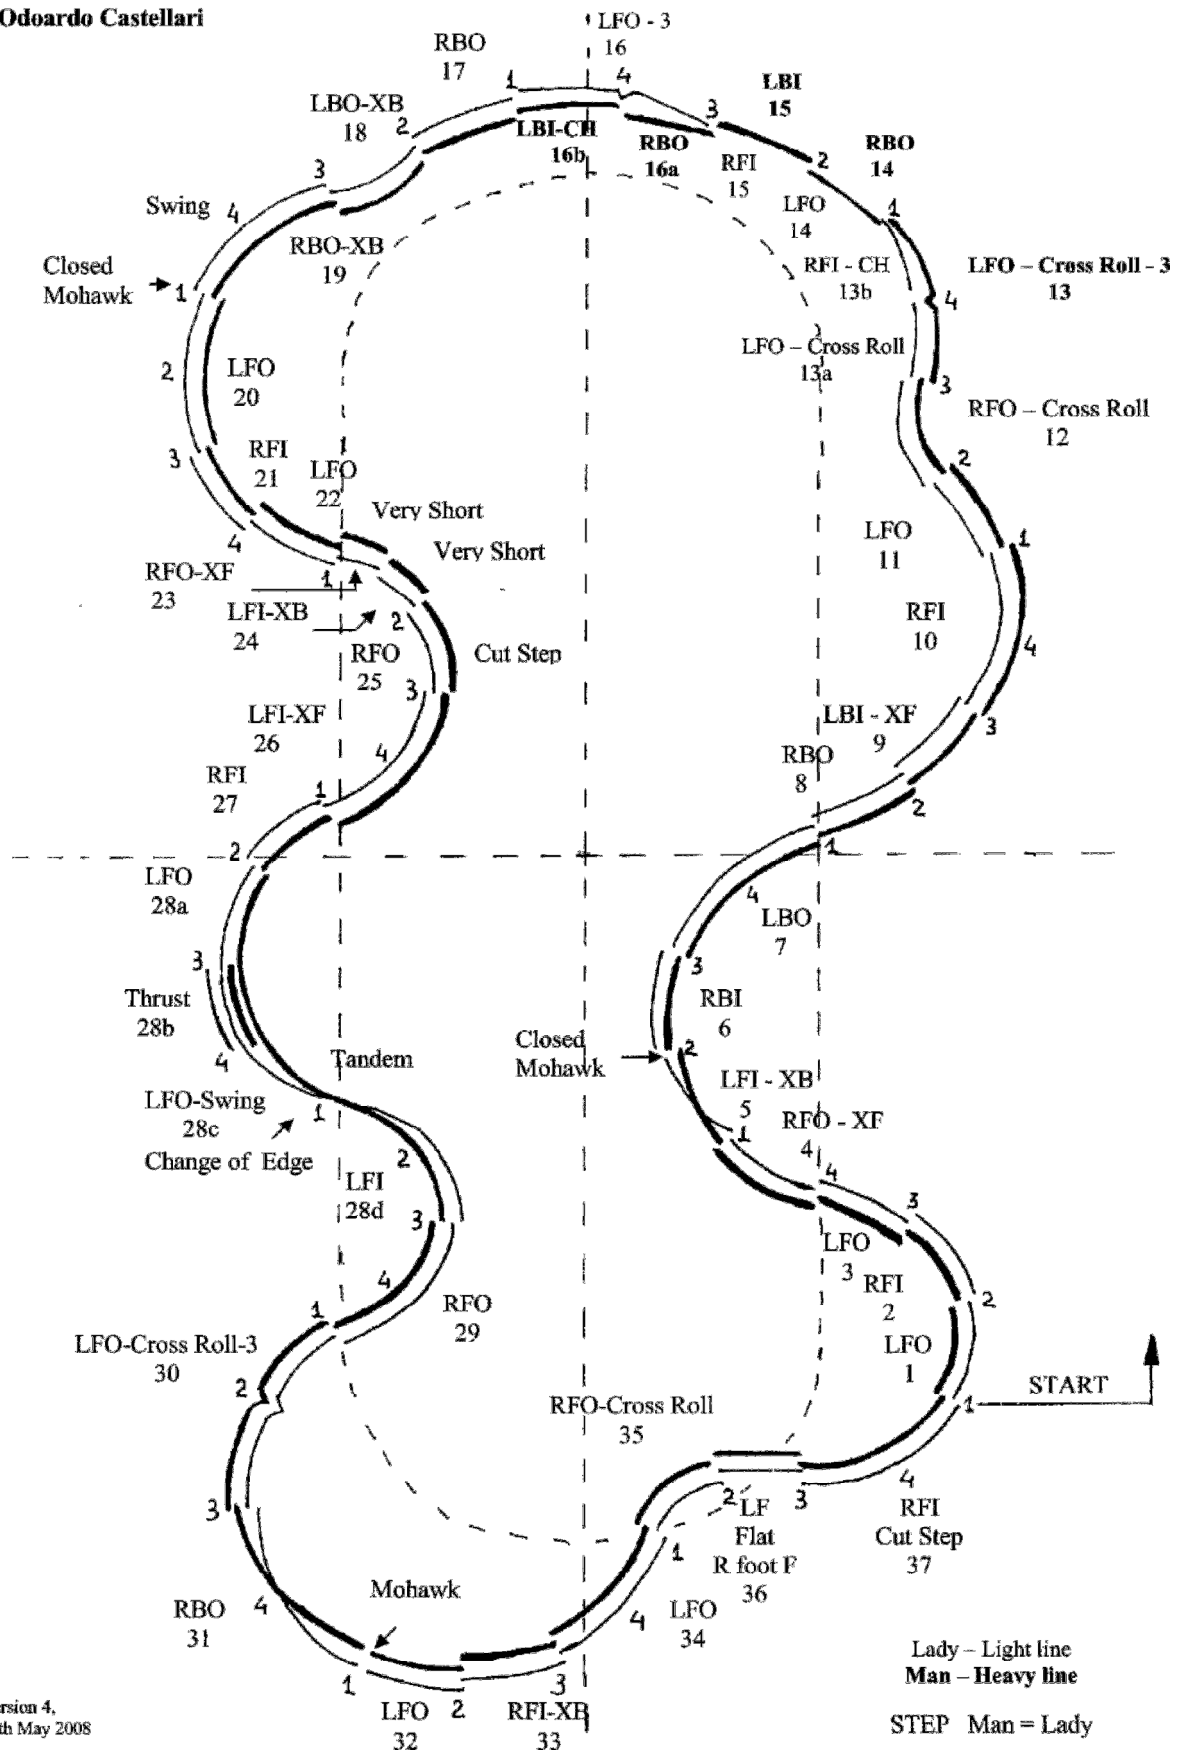 Odoardo Castellari
LFO - 3
16
RBO
17
1
4
LBI
15
LBO-XB
18
2
LBI-CH
16b
RBO
16a
3
RFI
15
2
RBO
14
3
Swing
4
LFO
14
1
RBO-XB
19
Closed
Mohawk
1
RFI - CH
13b
LFO – Cross Roll - 3
13
4
LFO – Cross Roll
13a
2
LFO
20
3
RFO – Cross Roll
12
3
RFI
21
LFO
22
2
Very Short
4
Very Short
LFO
11
1
RFO-XF
23
1
LFI-XB
24
2
RFI
10
4
RFO
25
Cut Step
3
LFI-XF
26
4
LBI - XF
9
3
RBO
8
RFI
27
1
2
2
1
LFO
28a
4
LBO
7
3
3
Thrust
28b
RBI
6
4
Closed
Mohawk
2
Tandem
LFI - XB
5
LFO-Swing
28c
1
1
RFO - XF
4
4
Change of Edge
2
LFI
28d
3
3
LFO
3
RFI
2
2
4
RFO
29
1
LFO-Cross Roll-3
30
LFO
1
2
START
1
RFO-Cross Roll
35
4
3
2
3
LF
Flat
R foot F
36
RFI
Cut Step
37
1
Mohawk
RBO
31
4
4
LFO
34
1
3
LFO
32
2
RFI-XB
33
Lady – Light line
Man – Heavy line
STEP Man = Lady
rsion 4,
th May 2008